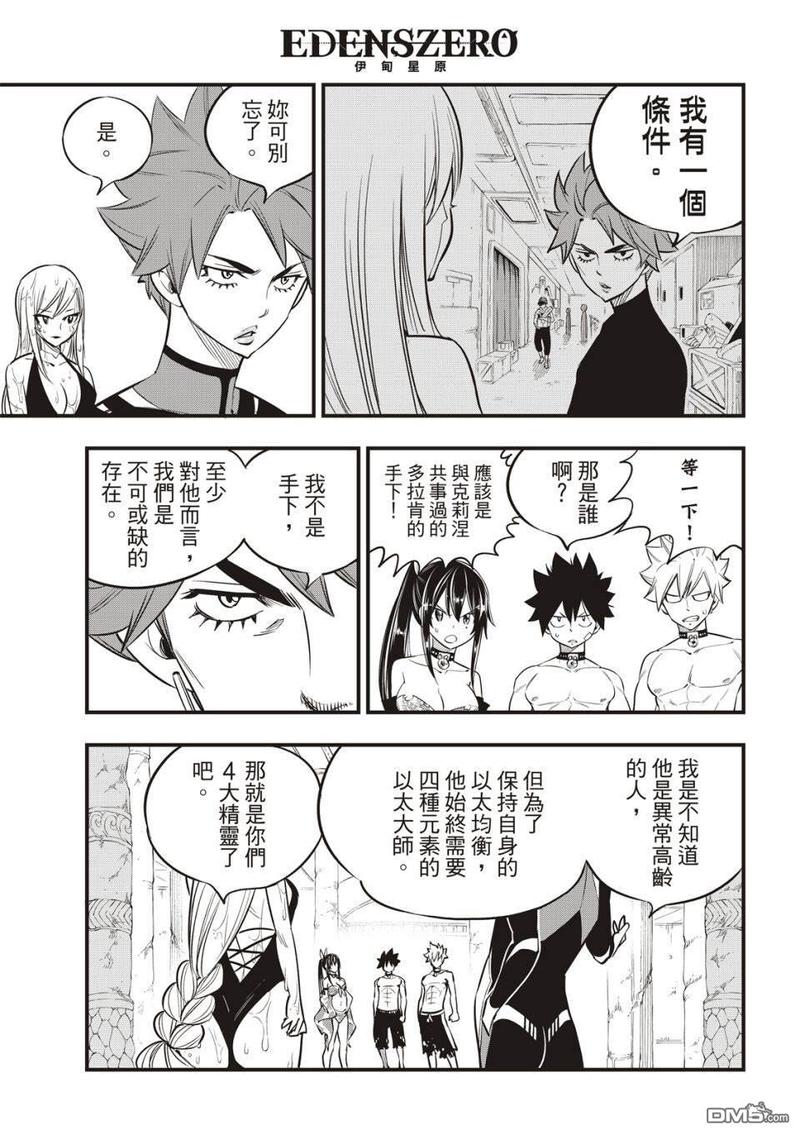 EDENSZERO
伊甸星原
我有一個
條件。
妳可別
忘了。
是。
等一下！
那是誰
啊？
應該是
與克莉涅
共事過的
多拉肯的
手下！
我不是
手下，
至少
對他而言，
我們是
不可或缺的
存在。
我是不知道
他是異常高齡
的人，
但為了
保持自身的
以太均衡，
他始終需要
四種元素的
以太大師。
那就是你們
4大精靈了
吧。
DM5.com